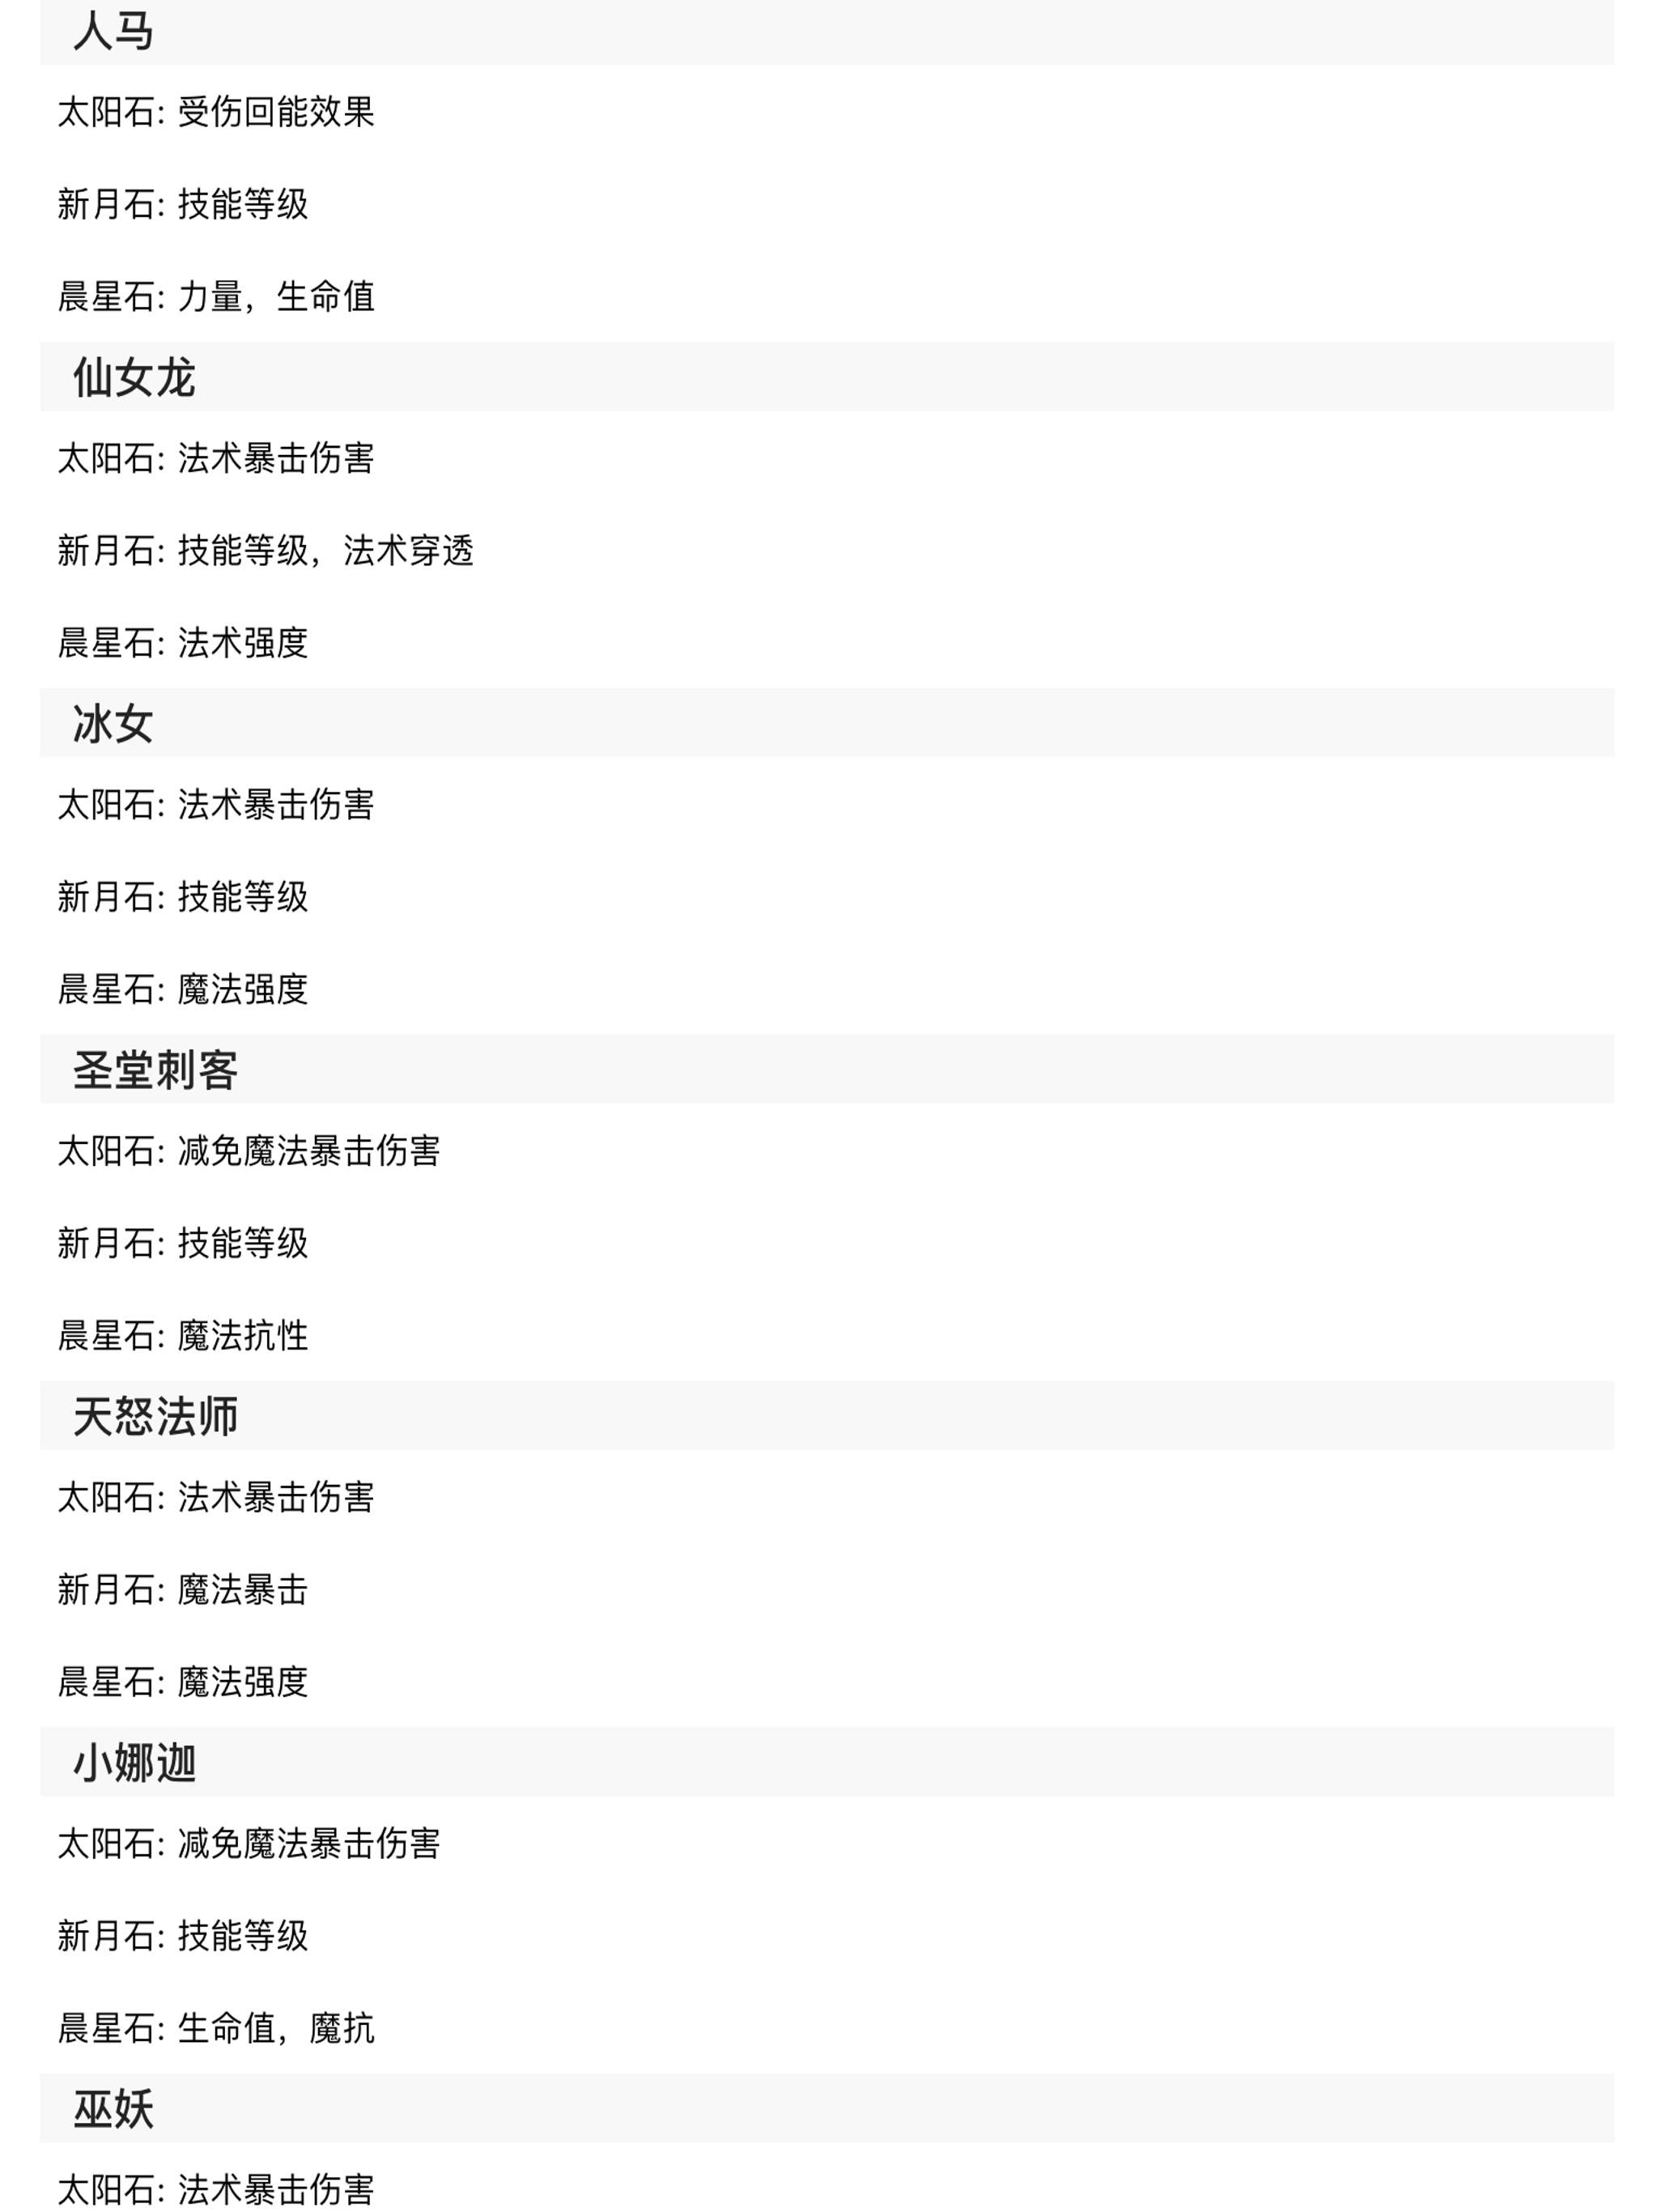 人马
太阳石：受伤回能效果
新月石：技能等级
晨星石：力量，生命值
仙女龙
太阳石：法术暴击伤害
新月石：技能等级，法术穿透
晨星石：法术强度
冰女
太阳石：法术暴击伤害
新月石：技能等级
晨星石：魔法强度
圣堂刺客
太阳石：减免魔法暴击伤害
新月石：技能等级
晨星石：魔法抗性
天怒法师
太阳石：法术暴击伤害
新月石：魔法暴击
晨星石：魔法强度
小娜迦
太阳石：减免魔法暴击伤害
新月石：技能等级
晨星石：生命值，魔抗
巫妖
太阳石：法术暴击伤害